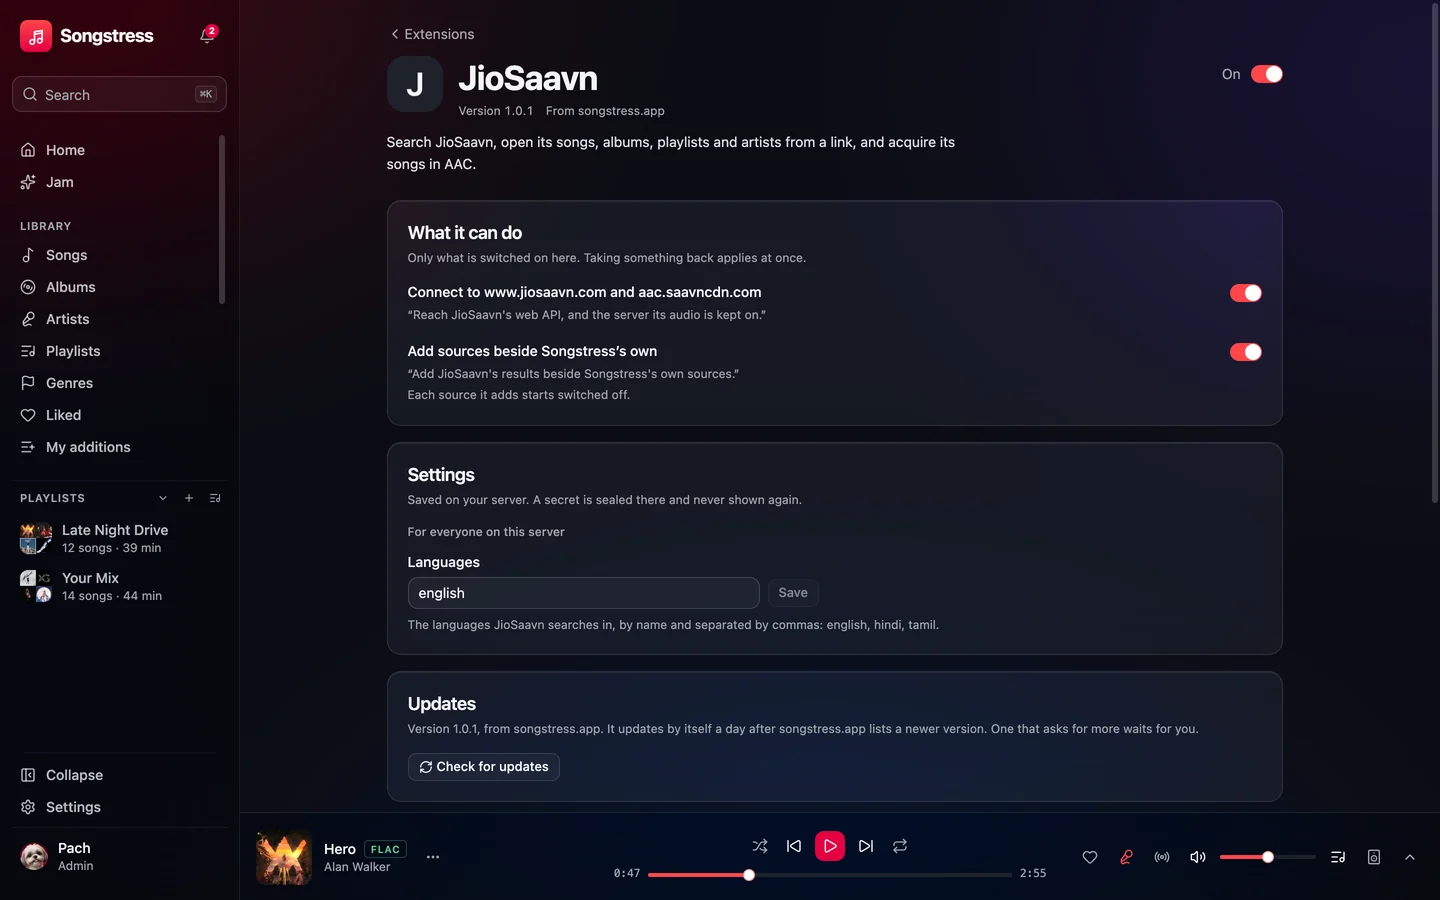 Songstress
2
Search
⌘K
Home
Jam
LIBRARY
Songs
Albums
Artists
Playlists
Genres
Liked
My additions
PLAYLISTS
Late Night Drive
12 songs · 39 min
Your Mix
14 songs · 44 min
Collapse
Settings
Pach
Admin
Extensions
J
JioSaavn
Version 1.0.1 From songstress.app
On
Search JioSaavn, open its songs, albums, playlists and artists from a link, and acquire its
songs in AAC.
What it can do
Only what is switched on here. Taking something back applies at once.
Connect to www.jiosaavn.com and aac.saavncdn.com
“Reach JioSaavn's web API, and the server its audio is kept on.”
Add sources beside Songstress’s own
“Add JioSaavn's results beside Songstress's own sources.”
Each source it adds starts switched off.
Settings
Saved on your server. A secret is sealed there and never shown again.
For everyone on this server
Languages
english
Save
The languages JioSaavn searches in, by name and separated by commas: english, hindi, tamil.
Updates
Version 1.0.1, from songstress.app. It updates by itself a day after songstress.app lists a newer version. One that asks for more waits for you.
Check for updates
Hero FLAC
Alan Walker
0:47
2:55